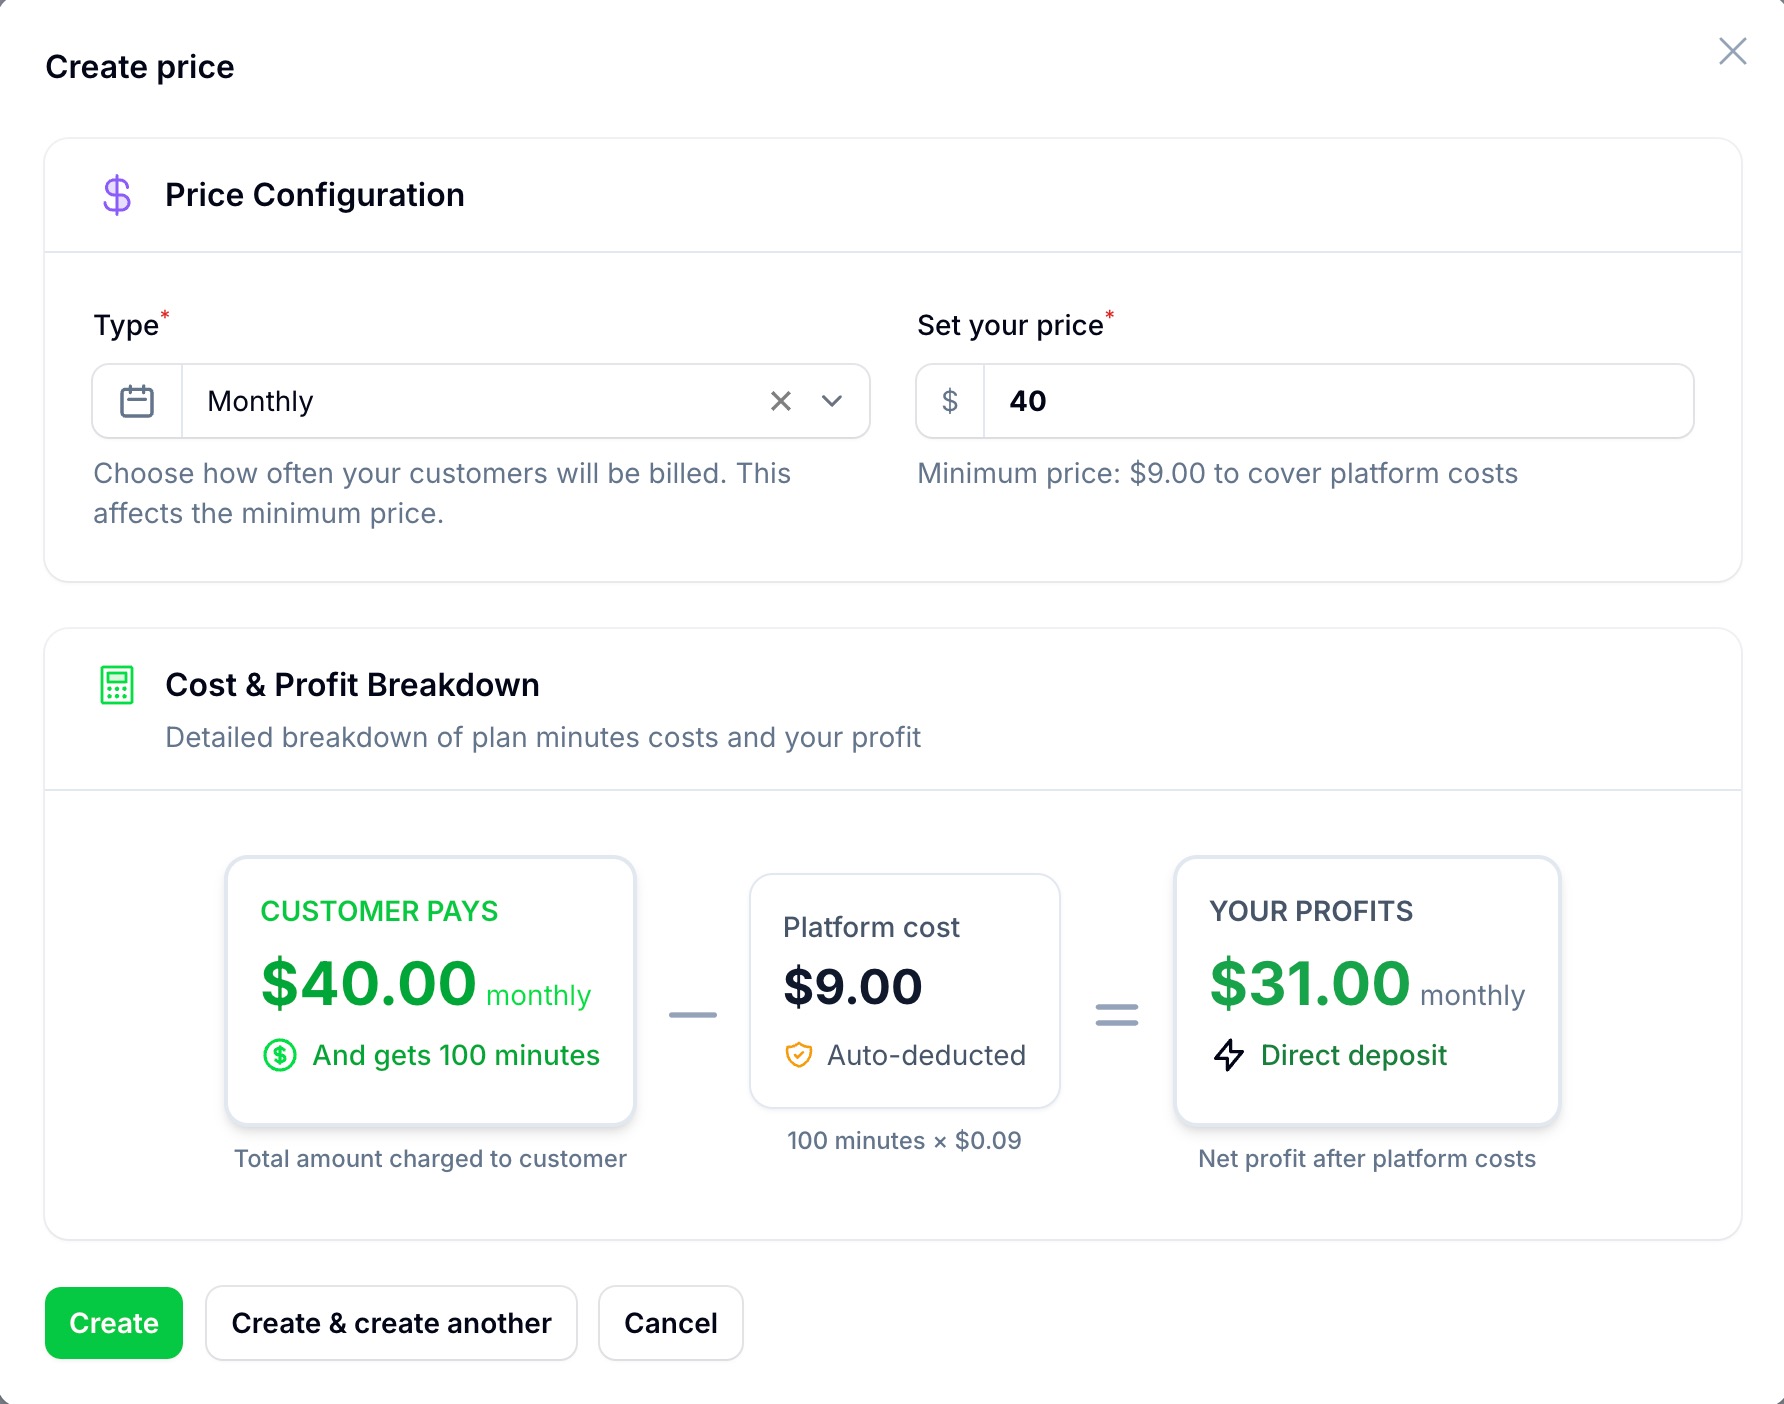 Create price
Price Configuration
Type*
Set your price*
Monthly
$ 40
Choose how often your customers will be billed. This
affects the minimum price.
Minimum price: $9.00 to cover platform costs
Cost & Profit Breakdown
Detailed breakdown of plan minutes costs and your profit
CUSTOMER PAYS
$40.00 monthly
And gets 100 minutes
Total amount charged to customer
Platform cost
$9.00
Auto-deducted
100 minutes × $0.09
YOUR PROFITS
$31.00 monthly
Direct deposit
Net profit after platform costs
Create
Create & create another
Cancel